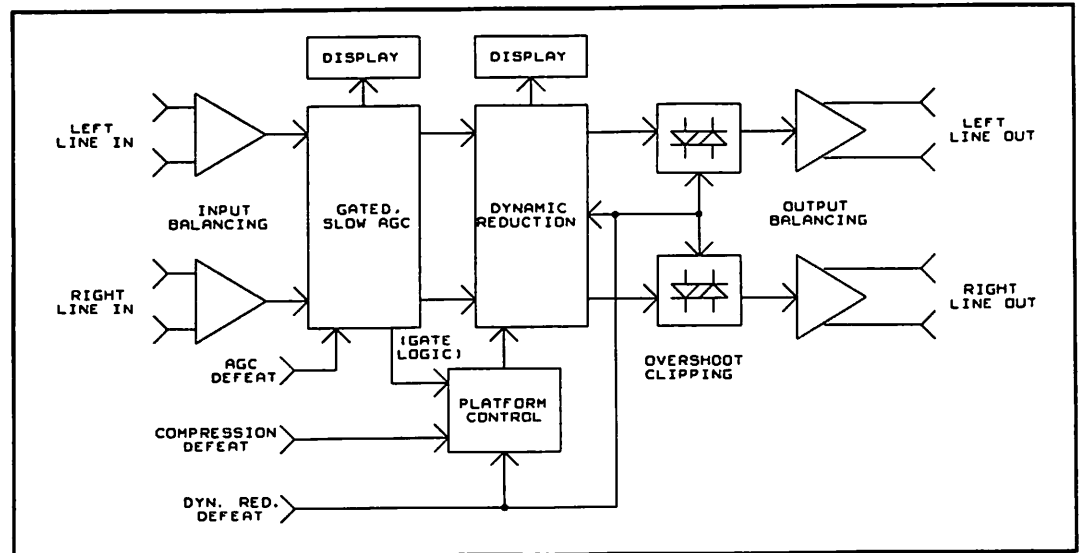 DISPLAY
DISPLAY
LEFT
LINE IN
LEFT
LINE OUT
INPUT
BALANCING
GATED,
SLOW AGC
DYNAMIC
REDUCTION
OUTPUT
BALANCING
RIGHT
LINE IN
RIGHT
LINE OUT
(GATE
LOGIC)
OVERSHOOT
CLIPPING
AGC
DEFEAT
PLATFORM
CONTROL
COMPRESSION
DEFEAT
DYN. RED.
DEFEAT